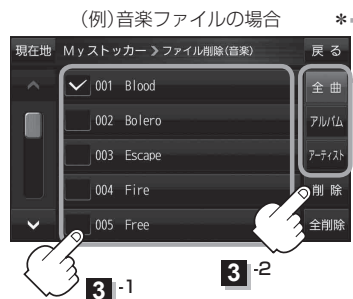 (例)音楽ファイルの場合 *
現在地 Myストッカー 》ファイル削除(音楽) 戻る
001 Blood 全曲
002 Bolero アルバム
003 Escape アーティスト
004 Fire 削除
005 Free 全削除
3-1 3-2